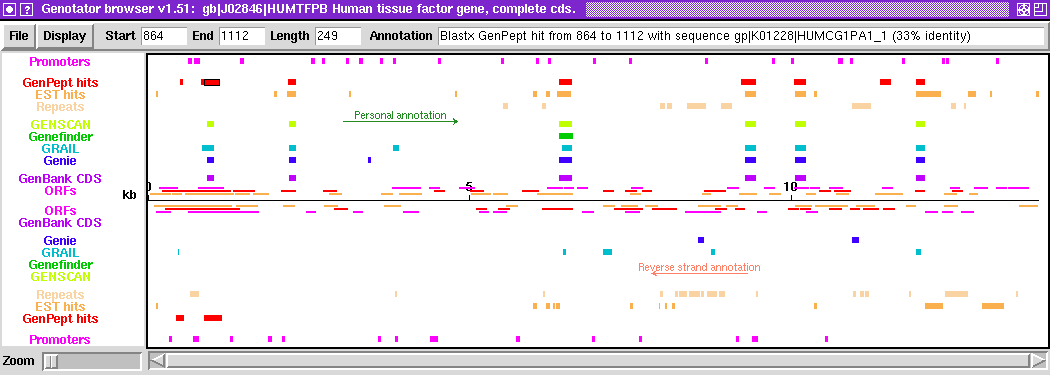 Genotator browser v1.51: gb|J02846|HUMTFPB Human tissue factor gene, complete cds.
File Display Start 864 End 1112 Length 249 Annotation Blastx GenPept hit from 864 to 1112 with sequence gp|K01228|HUMCG1PA1_1 (33% identity)
Promoters
GenPept hits
EST hits
Repeats
Personal annotation
GENSCAN
Genefinder
GRAIL
Genie
GenBank CDS
ORFs
kb 0 5 10
ORFs
GenBank CDS
Genie
GRAIL
Genefinder
Reverse strand annotation
GENSCAN
Repeats
EST hits
GenPept hits
Promoters
Zoom